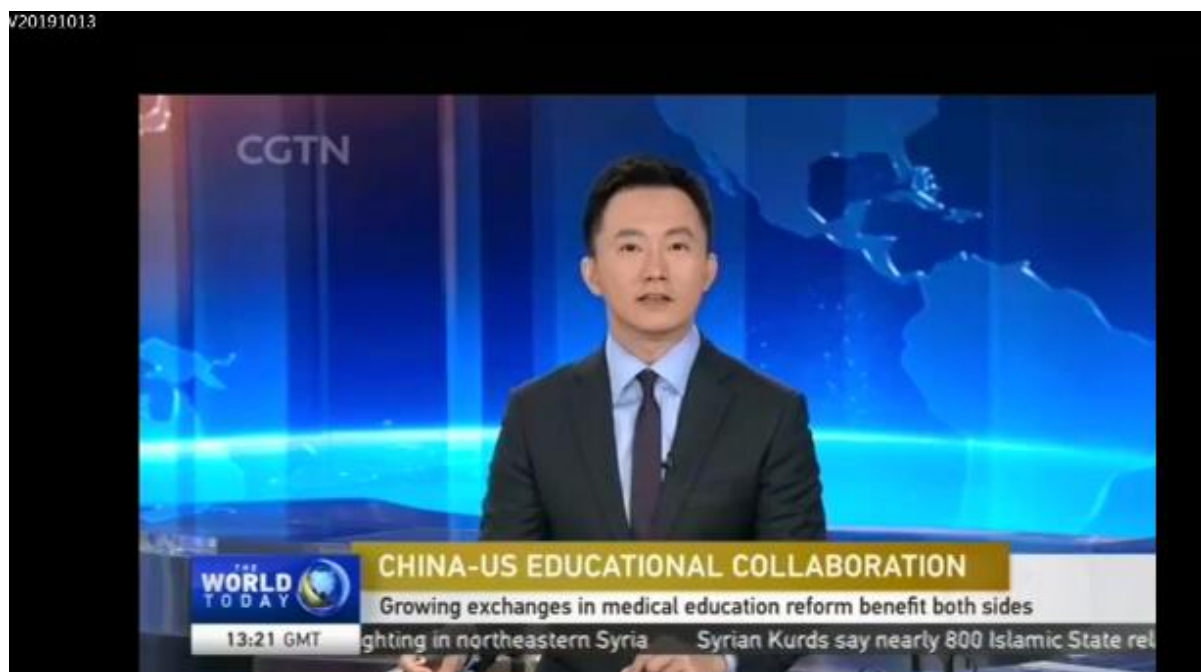 V20191013
CGTN
CHINA-US EDUCATIONAL COLLABORATION
THE
WORLD
TODAY
Growing exchanges in medical education reform benefit both sides
13:21 GMT
ghting in northeastern Syria Syrian Kurds say nearly 800 Islamic State rel